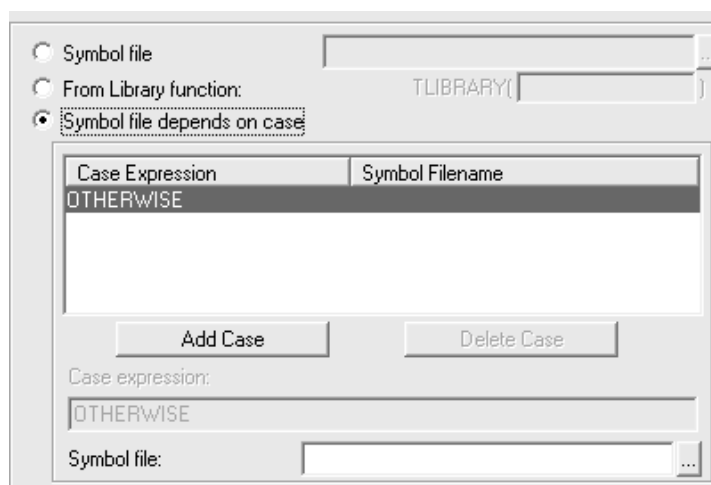 Symbol file ...
From Library function: TLIBRARY( )
Symbol file depends on case
Case Expression Symbol Filename
OTHERWISE
Add Case Delete Case
Case expression:
OTHERWISE
Symbol file: ...